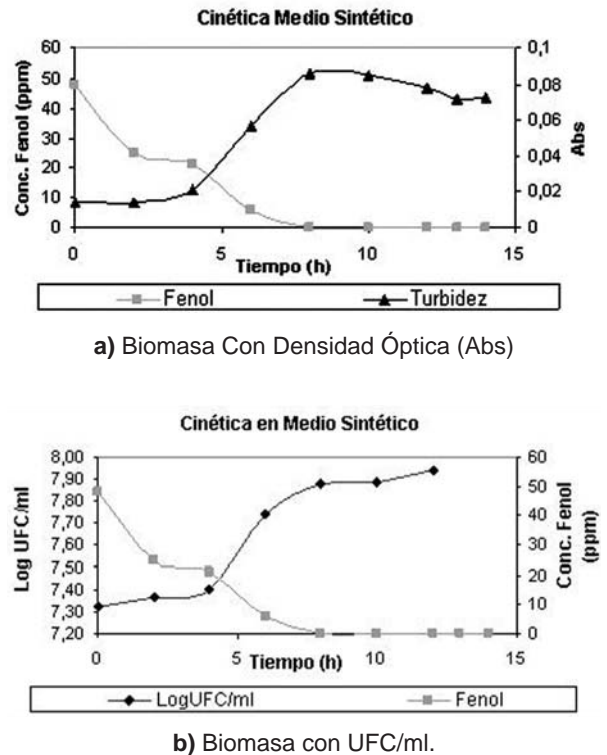 Cinética Medio Sintético
Conc. Fenol (ppm)
60
50
40
30
20
10
0
0,1
0,08
0,06
0,04
0,02
0
Abs
0
5
10
15
Tiempo (h)
Fenol
Turbidez
a) Biomasa Con Densidad Óptica (Abs)
Cinética en Medio Sintético
Log UFC/ml
8,00
7,90
7,80
7,70
7,60
7,50
7,40
7,30
7,20
60
50
40
30
20
10
0
Conc. Fenol
(ppm)
0
5
10
15
Tiempo (h)
LogUFC/ml
Fenol
b) Biomasa con UFC/ml.